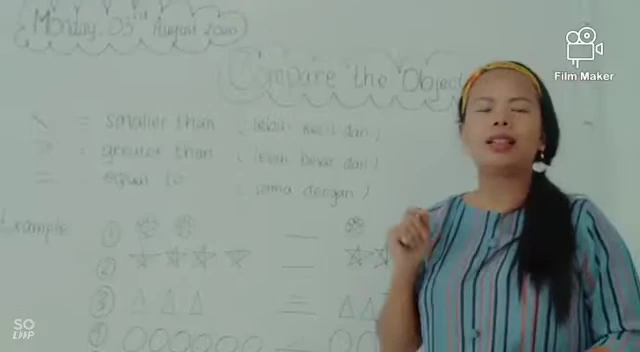 Monday, 03rd August 2020
Film Maker
Compare the Object
= smaller than ( lebih kecil dari )
> = greater than ( lebih besar dari )
= = equal to ( sama dengan )
Example
1
2
3 =
4
SO
LOOP